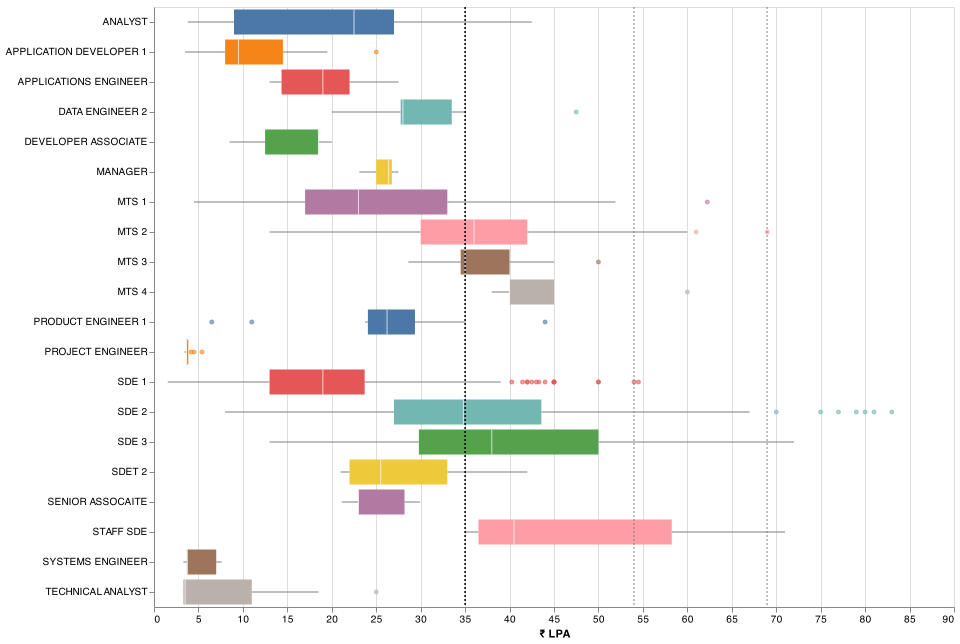 ANALYST
APPLICATION DEVELOPER 1
APPLICATIONS ENGINEER
DATA ENGINEER 2
DEVELOPER ASSOCIATE
MANAGER
MTS 1
MTS 2
MTS 3
MTS 4
PRODUCT ENGINEER 1
PROJECT ENGINEER
SDE 1
SDE 2
SDE 3
SDET 2
SENIOR ASSOCAITE
STAFF SDE
SYSTEMS ENGINEER
TECHNICAL ANALYST
0 5 10 15 20 25 30 35 40 45 50 55 60 65 70 75 80 85 90
₹ LPA